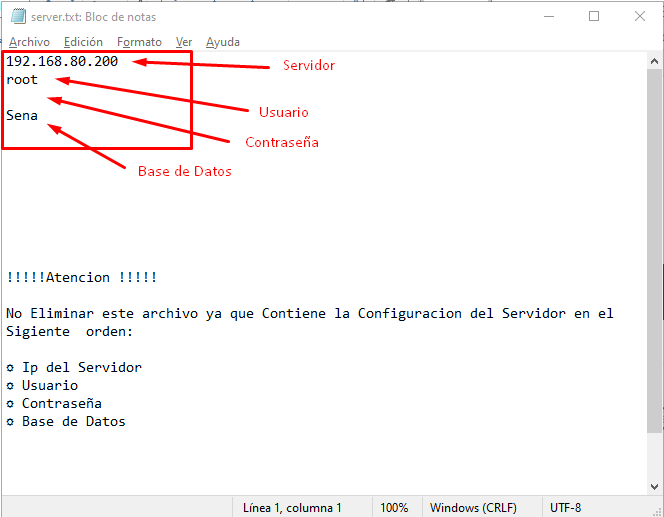 server.txt: Bloc de notas
Archivo Edición Formato Ver Ayuda
192.168.80.200
Servidor
root
Usuario
Contraseña
Sena
Base de Datos
!!!!!Atencion !!!!!
No Eliminar este archivo ya que Contiene la Configuracion del Servidor en el
Sigiente  orden:
¤ Ip del Servidor
¤ Usuario
¤ Contraseña
¤ Base de Datos
Línea 1, columna 1 100% Windows (CRLF) UTF-8